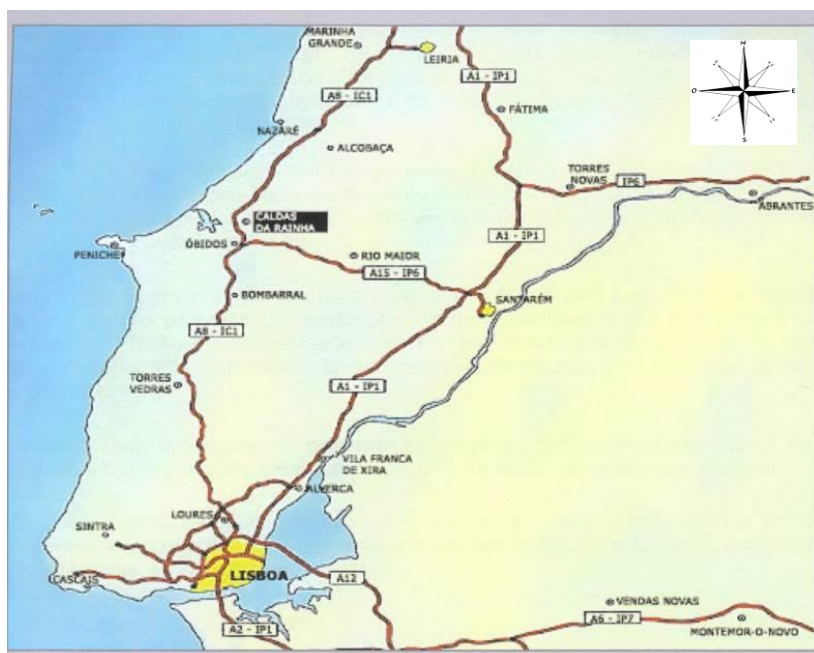 MARINHA
GRANDE
LEIRIA
A1 - IP1
A8 - IC1
FÁTIMA
NAZARÉ
ALCOBAÇA
TORRES
NOVAS
IP6
ABRANTES
CALDAS
DA RAINHA
A1 - IP1
PENICHE
ÓBIDOS
RIO MAIOR
A15 - IP6
BOMBARRAL
SANTARÉM
A8 - IC1
TORRES
VEDRAS
A1 - IP1
VILA FRANCA
DE XIRA
ALVERCA
LOURES
SINTRA
CASCAIS
LISBOA
A12
VENDAS NOVAS
A2 - IP1
A6 - IP7
MONTEMOR-O-NOVO
N
O
E
S